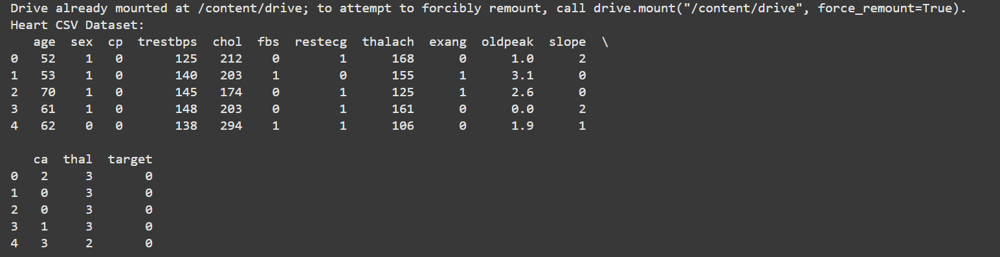 Drive already mounted at /content/drive; to attempt to forcibly remount, call drive.mount("/content/drive", force_remount=True).
Heart CSV Dataset:
   age  sex  cp  trestbps  chol  fbs  restecg  thalach  exang  oldpeak  slope  \
0   52    1   0       125   212    0        1      168      0      1.0      2
1   53    1   0       140   203    1        0      155      1      3.1      0
2   70    1   0       145   174    0        1      125      1      2.6      0
3   61    1   0       148   203    0        1      161      0      0.0      2
4   62    0   0       138   294    1        1      106      0      1.9      1

   ca  thal  target
0   2     3       0
1   0     3       0
2   0     3       0
3   1     3       0
4   3     2       0